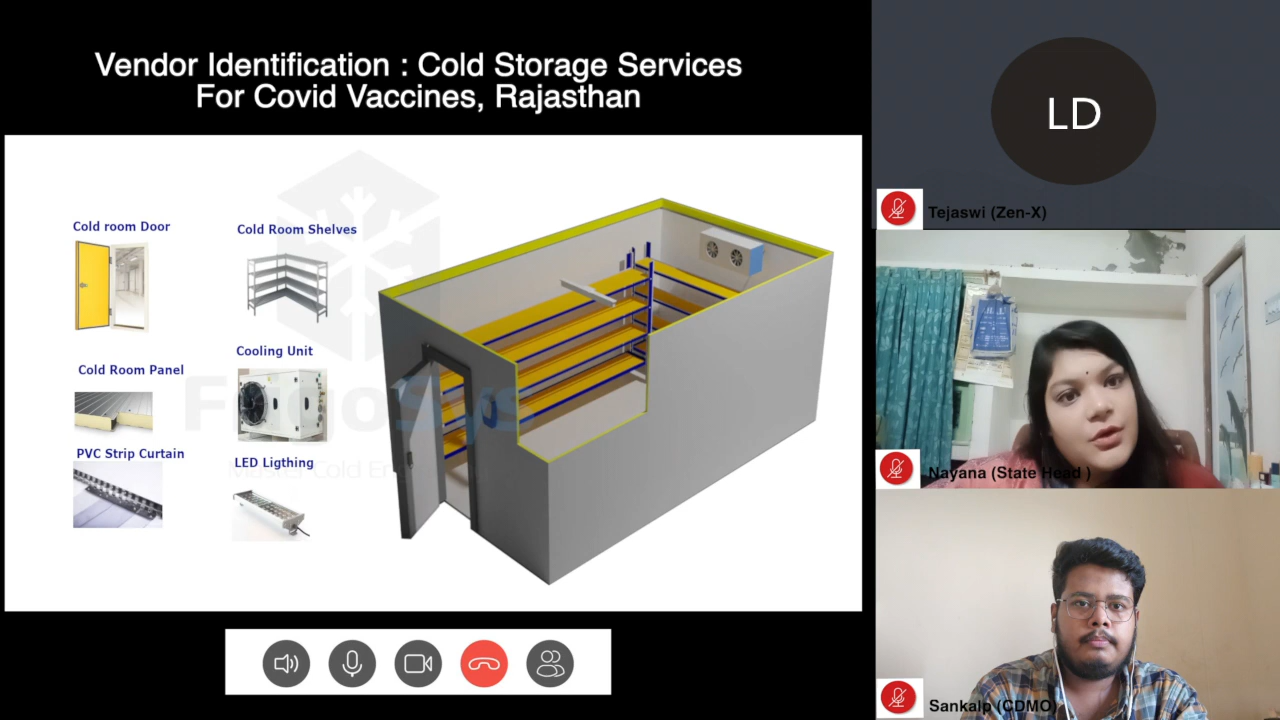 Vendor Identification : Cold Storage Services
For Covid Vaccines, Rajasthan
Cold room Door
Cold Room Shelves
Cold Room Panel
Cooling Unit
PVC Strip Curtain
LED Ligthing
FrigoSys
LD
Tejaswi (Zen-X)
Nayana (State Head )
Sankalp (CDMO)